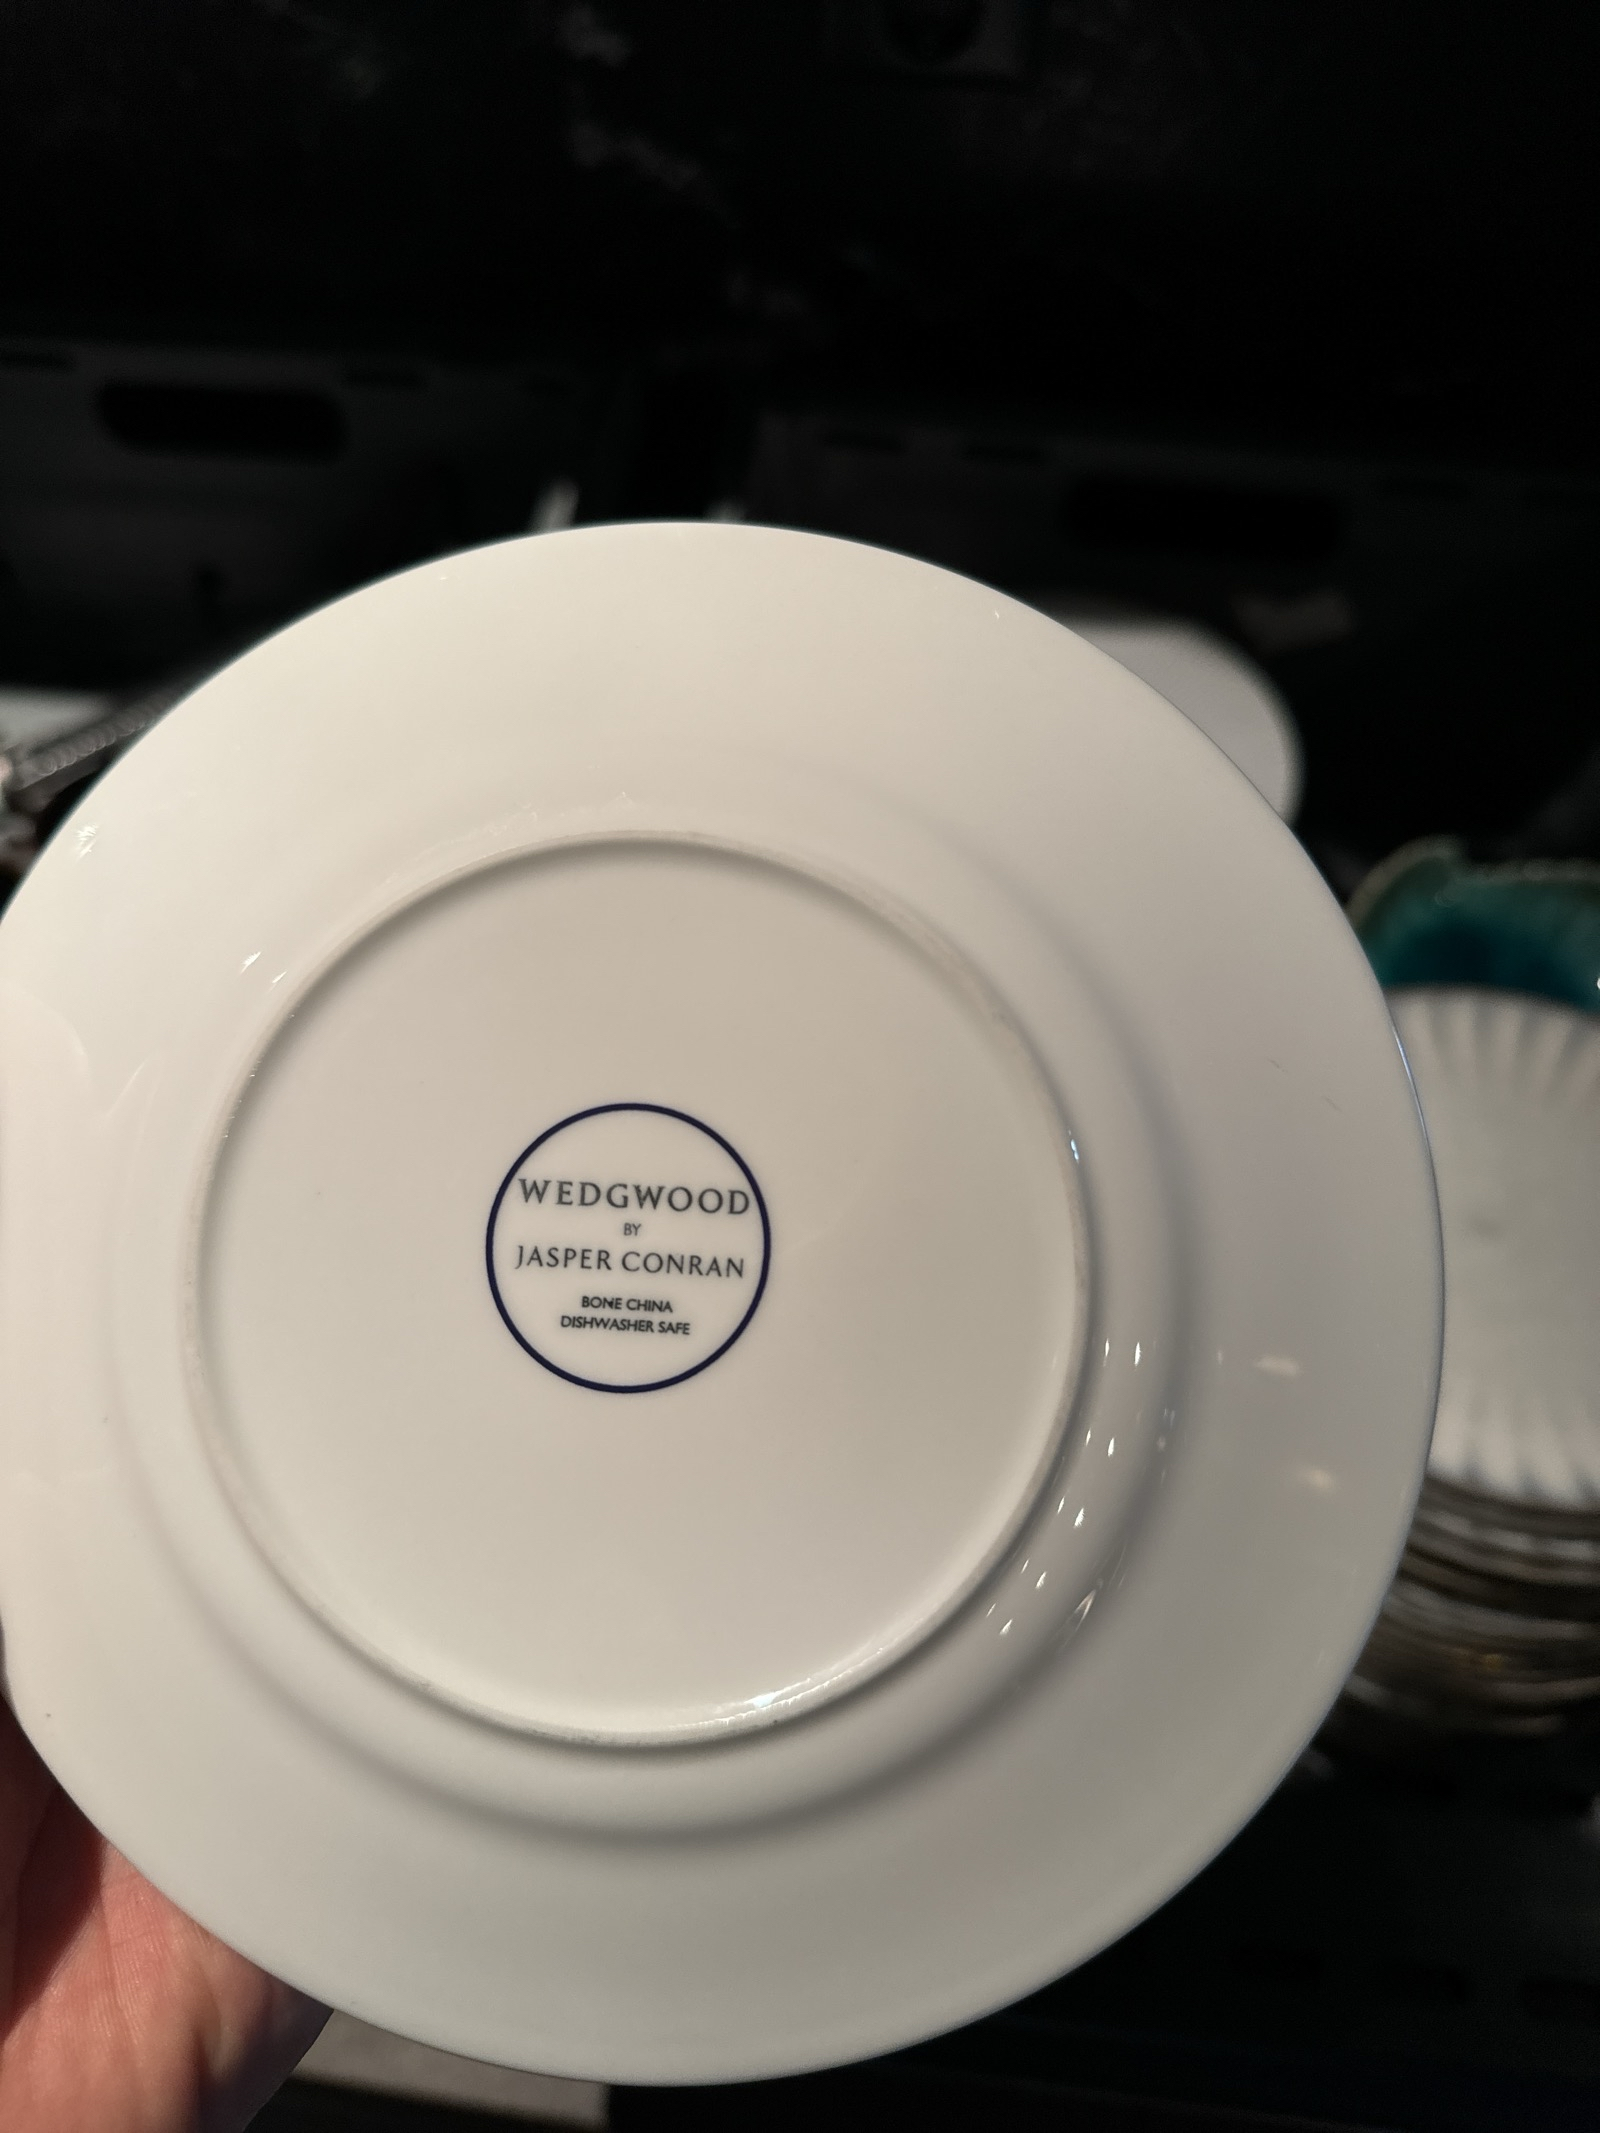 WEDGWOOD
BY
JASPER CONRAN
BONE CHINA
DISHWASHER SAFE